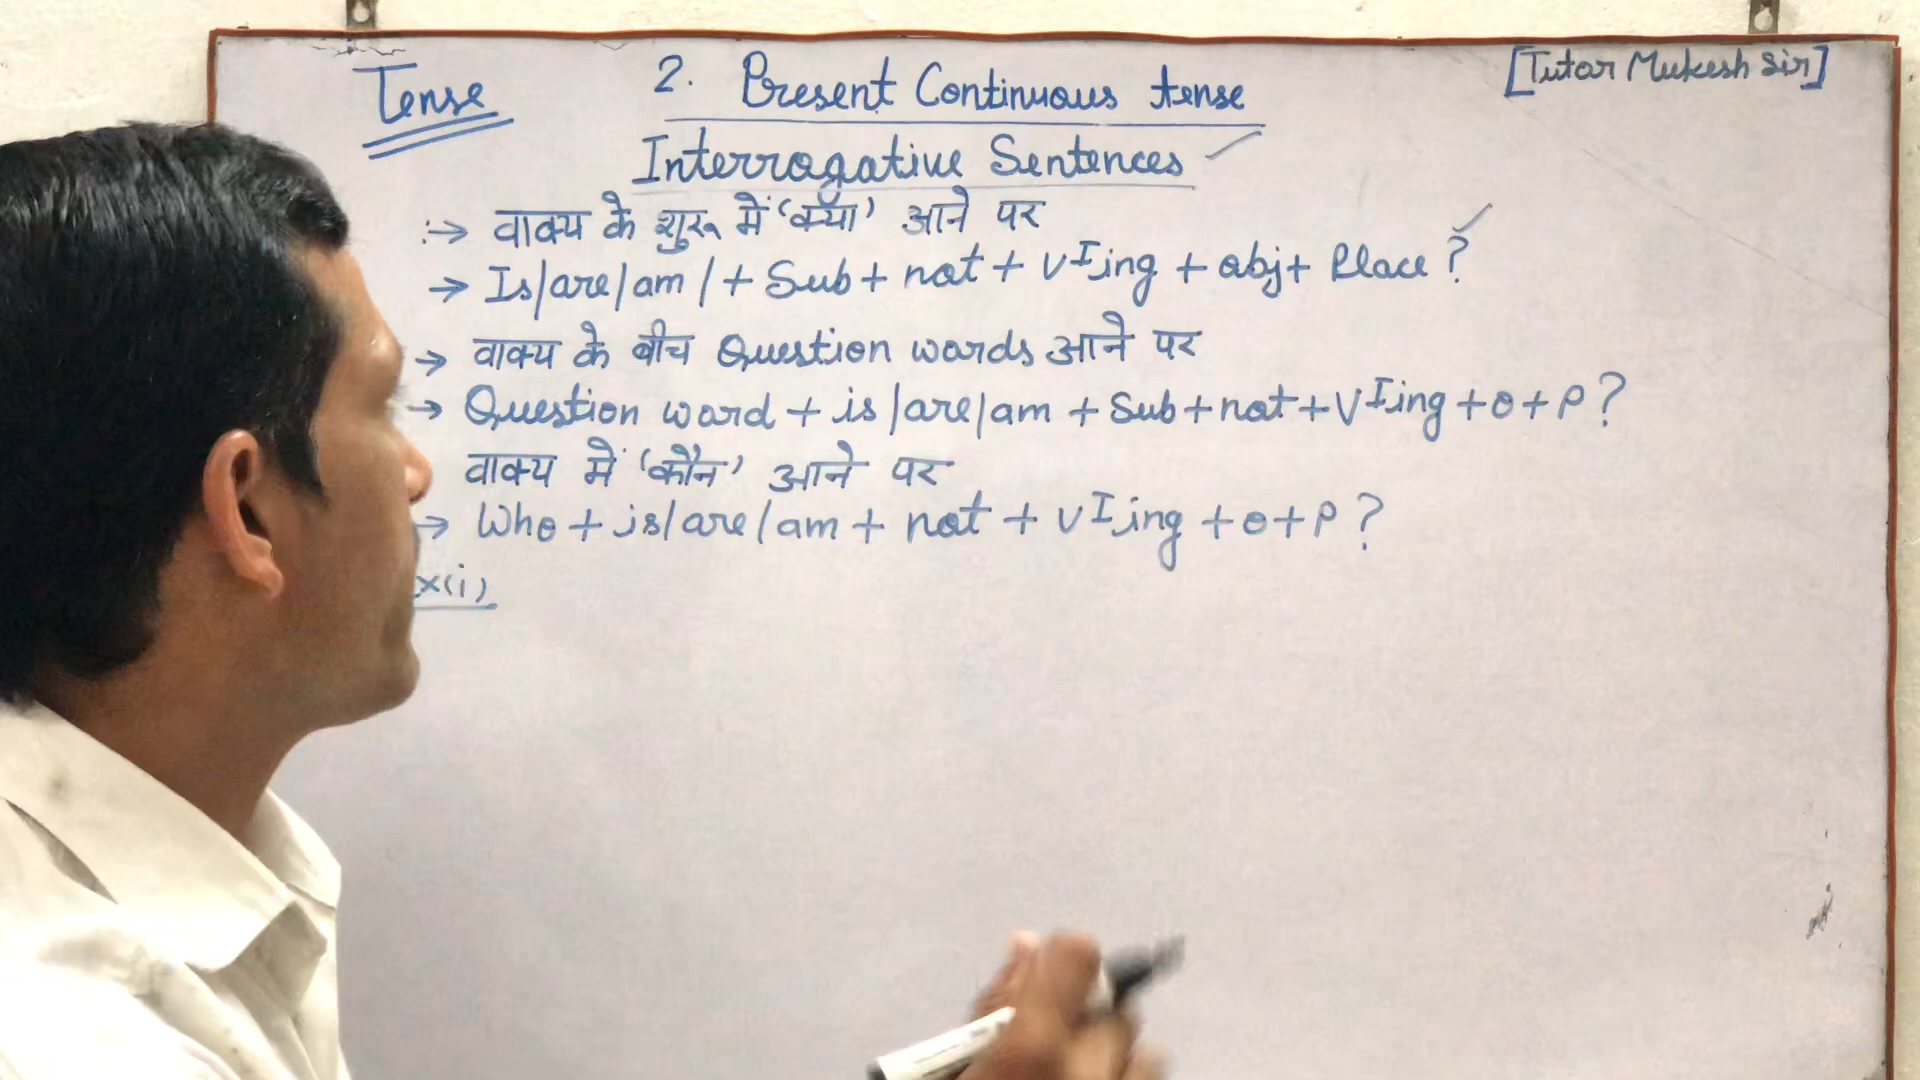 Tense 2. Present Continuous tense [Tutor Mukesh Sir]
Interrogative Sentences ✓
:→ वाक्य के शुरू में 'क्या' आने पर
→ Is/are/am/ + Sub + not + VIing + obj + Place ?
→ वाक्य के बीच Question words आने पर
→ Question word + is/are/am + Sub + not + VIing + o + P ?
वाक्य में 'कौन' आने पर
→ Who + is/are/am + not + VIing + o + P ?
x(i)